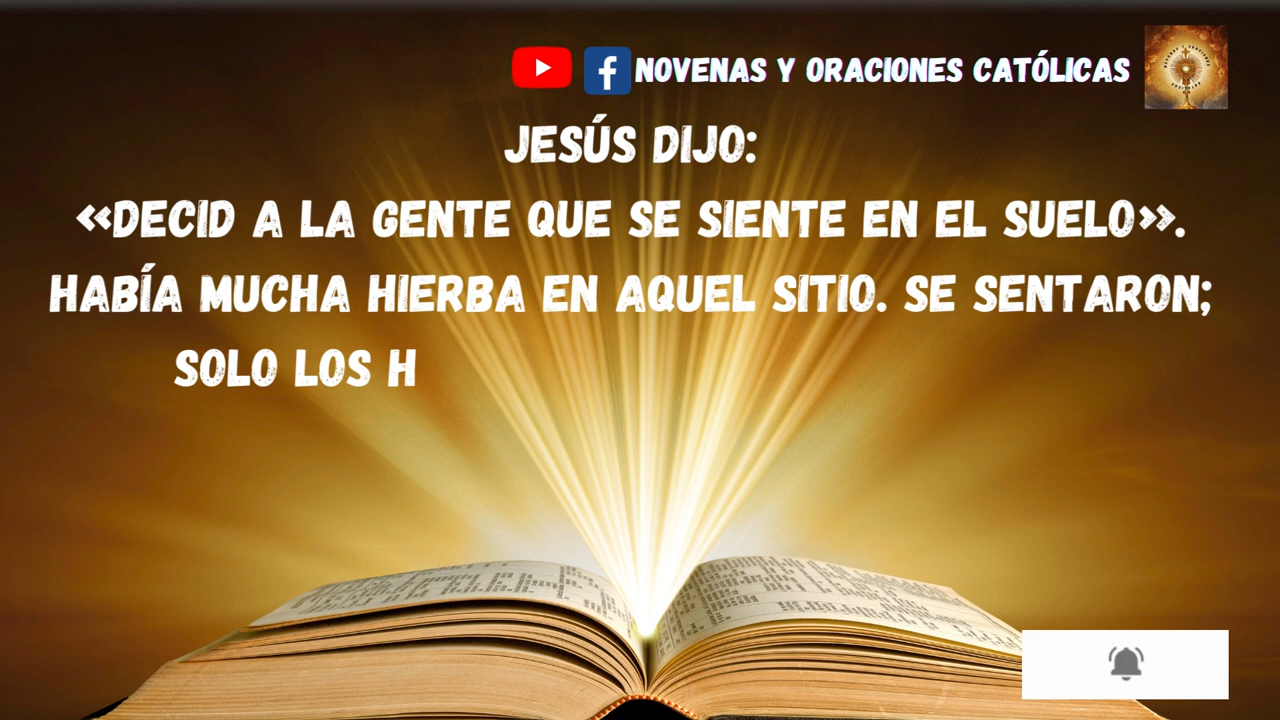 NOVENAS Y ORACIONES CATÓLICAS
JESÚS DIJO:
«DECID A LA GENTE QUE SE SIENTE EN EL SUELO».
HABÍA MUCHA HIERBA EN AQUEL SITIO. SE SENTARON;
SOLO LOS H